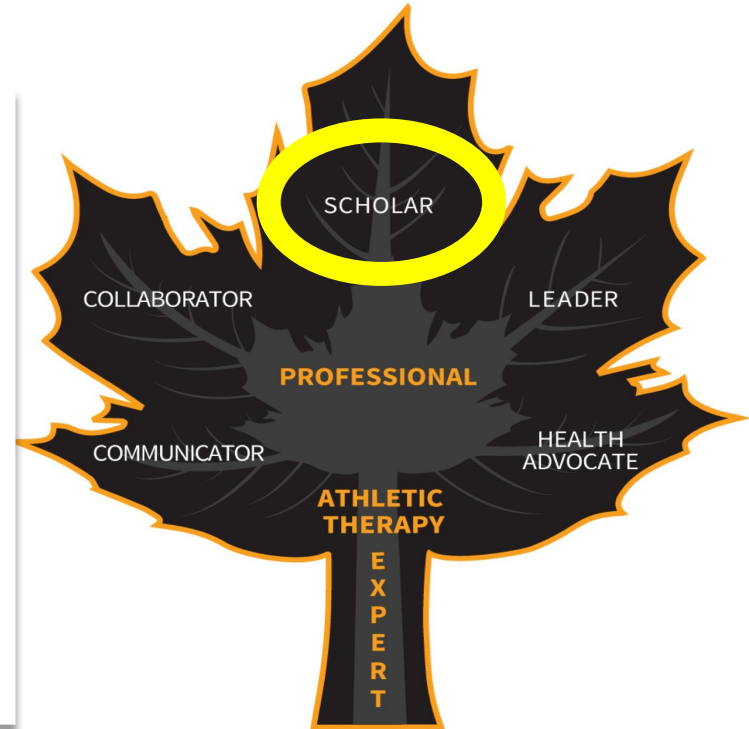 SCHOLAR
COLLABORATOR
LEADER
PROFESSIONAL
COMMUNICATOR
HEALTH
ADVOCATE
ATHLETIC
THERAPY
E
X
P
E
R
T